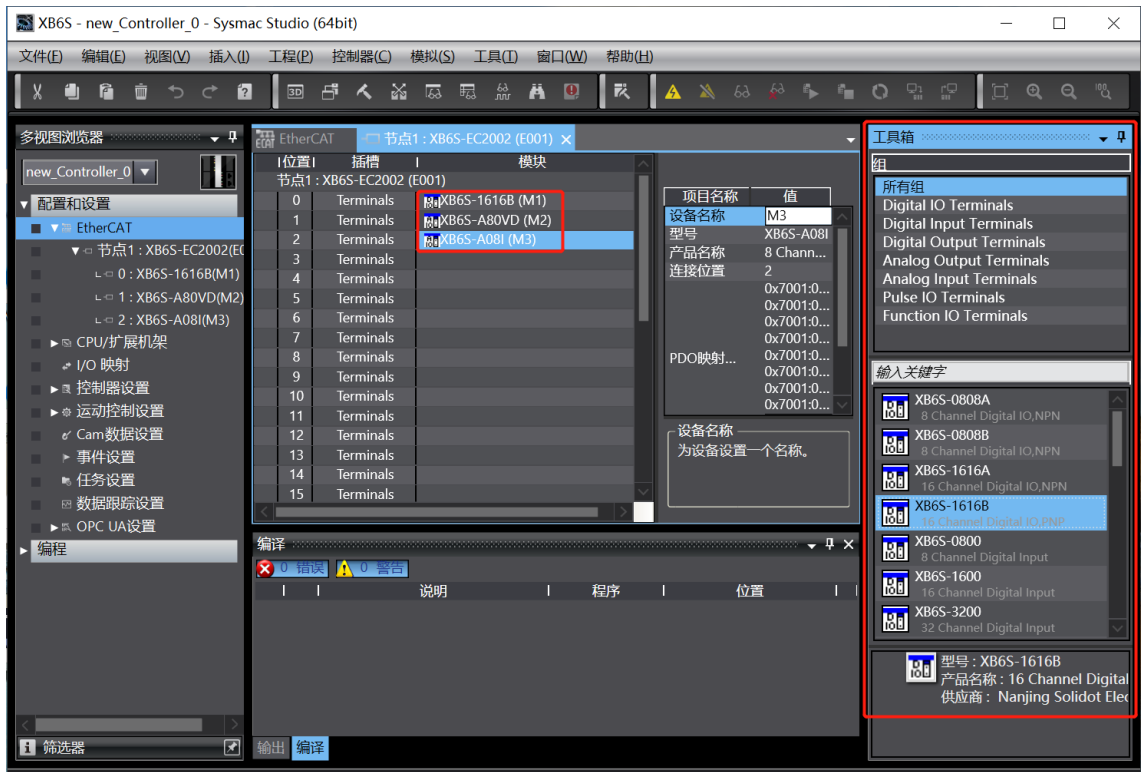 XB6S - new_Controller_0 - Sysmac Studio (64bit)
文件(F) 编辑(E) 视图(V) 插入(I) 工程(P) 控制器(C) 模拟(S) 工具(T) 窗口(W) 帮助(H)
多视图浏览器
new_Controller_0
配置和设置
EtherCAT
节点1 : XB6S-EC2002(E0
0 : XB6S-1616B(M1)
1 : XB6S-A80VD(M2)
2 : XB6S-A08I(M3)
CPU/扩展机架
I/O 映射
控制器设置
运动控制设置
Cam数据设置
事件设置
任务设置
数据跟踪设置
OPC UA设置
编程
筛选器
EtherCAT 节点1 : XB6S-EC2002 (E001)
位置 插槽 模块
节点1 : XB6S-EC2002 (E001)
0 Terminals XB6S-1616B (M1)
1 Terminals XB6S-A80VD (M2)
2 Terminals XB6S-A08I (M3)
3 Terminals
4 Terminals
5 Terminals
6 Terminals
7 Terminals
8 Terminals
9 Terminals
10 Terminals
11 Terminals
12 Terminals
13 Terminals
14 Terminals
15 Terminals
项目名称 值
设备名称 M3
型号 XB6S-A08I
产品名称 8 Chann...
连接位置 2
0x7001:0...
0x7001:0...
0x7001:0...
0x7001:0...
PDO映射... 0x7001:0...
0x7001:0...
0x7001:0...
0x7001:0...
设备名称
为设备设置一个名称。
编译
0 错误 0 警告
说明 程序 位置
输出 编译
工具箱
组
所有组
Digital IO Terminals
Digital Input Terminals
Digital Output Terminals
Analog Output Terminals
Analog Input Terminals
Pulse IO Terminals
Function IO Terminals
输入关键字
XB6S-0808A
8 Channel Digital IO,NPN
XB6S-0808B
8 Channel Digital IO,NPN
XB6S-1616A
16 Channel Digital IO,NPN
XB6S-1616B
16 Channel Digital IO,PNP
XB6S-0800
8 Channel Digital Input
XB6S-1600
16 Channel Digital Input
XB6S-3200
32 Channel Digital Input
型号 : XB6S-1616B
产品名称 : 16 Channel Digital
供应商 : Nanjing Solidot Elec